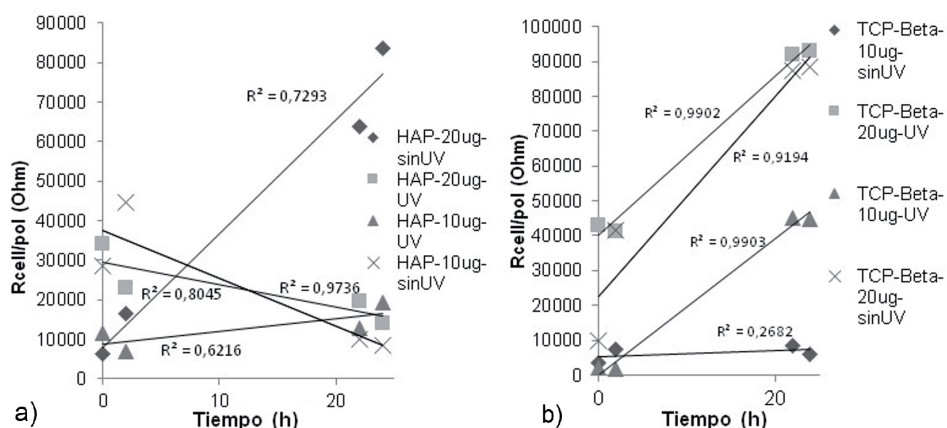 a)
Rcell/pol (Ohm)
90000
80000
70000
60000
50000
40000
30000
20000
10000
0
0
20
Tiempo (h)
R² = 0,7293
R² = 0,8045
R² = 0,9736
R² = 0,6216
HAP-20ug-
sinUV
HAP-20ug-
UV
HAP-10ug-
UV
HAP-10ug-
sinUV
b)
Rcell/pol (Ohm)
100000
90000
80000
70000
60000
50000
40000
30000
20000
10000
0
0
20
Tiempo (h)
R² = 0,9902
R² = 0,9194
R² = 0,9903
R² = 0,2682
TCP-Beta-
10ug-
sinUV
TCP-Beta-
20ug-UV
TCP-Beta-
10ug-UV
TCP-Beta-
20ug-
sinUV